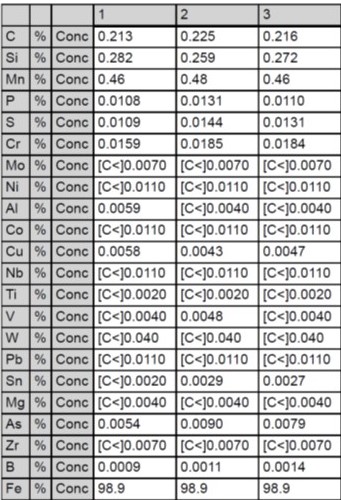 1 2 3
C % Conc 0.213 0.225 0.216
Si % Conc 0.282 0.259 0.272
Mn % Conc 0.46 0.48 0.46
P % Conc 0.0108 0.0131 0.0110
S % Conc 0.0109 0.0144 0.0131
Cr % Conc 0.0159 0.0185 0.0184
Mo % Conc [C<]0.0070 [C<]0.0070 [C<]0.0070
Ni % Conc [C<]0.0110 [C<]0.0110 [C<]0.0110
Al % Conc 0.0059 [C<]0.0040 [C<]0.0040
Co % Conc [C<]0.0110 [C<]0.0110 [C<]0.0110
Cu % Conc 0.0058 0.0043 0.0047
Nb % Conc [C<]0.0110 [C<]0.0110 [C<]0.0110
Ti % Conc [C<]0.0020 [C<]0.0020 [C<]0.0020
V % Conc [C<]0.0040 0.0048 [C<]0.0040
W % Conc [C<]0.040 [C<]0.040 [C<]0.040
Pb % Conc [C<]0.0110 [C<]0.0110 [C<]0.0110
Sn % Conc [C<]0.0020 0.0029 0.0027
Mg % Conc [C<]0.0040 [C<]0.0040 [C<]0.0040
As % Conc 0.0054 0.0090 0.0079
Zr % Conc [C<]0.0070 [C<]0.0070 [C<]0.0070
B % Conc 0.0009 0.0011 0.0014
Fe % Conc 98.9 98.9 98.9